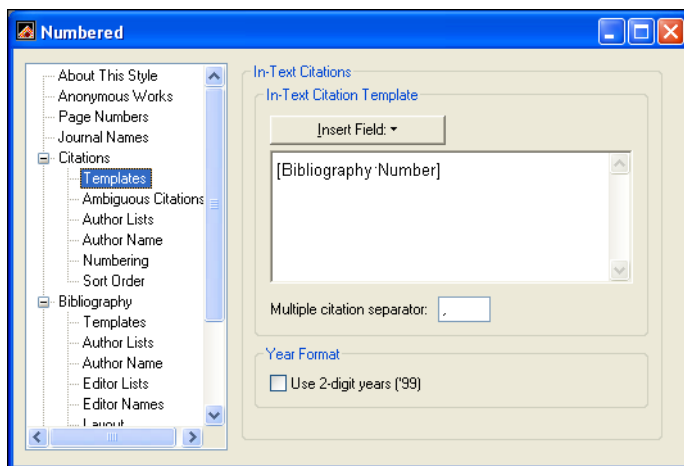 Numbered
About This Style
Anonymous Works
Page Numbers
Journal Names
Citations
Templates
Ambiguous Citations
Author Lists
Author Name
Numbering
Sort Order
Bibliography
Templates
Author Lists
Author Name
Editor Lists
Editor Names
Layout
In-Text Citations
In-Text Citation Template
Insert Field:
[Bibliography·Number]
Multiple citation separator: ,
Year Format
Use 2-digit years ('99)